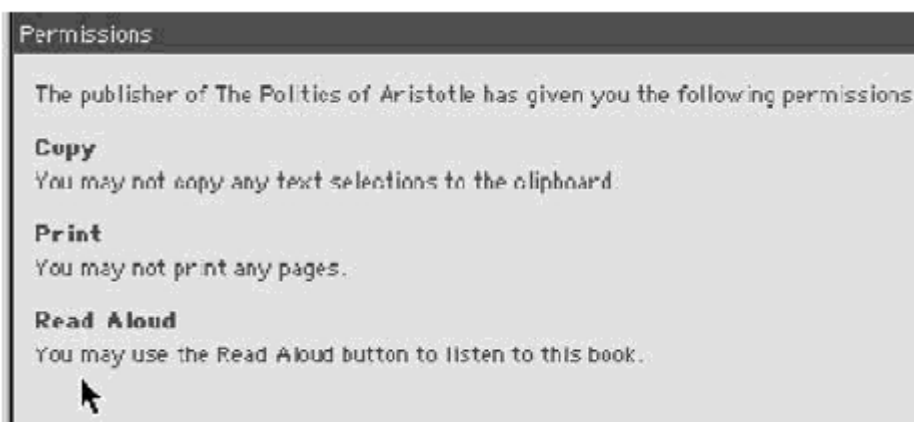 Permissions
The publisher of The Politics of Aristotle has given you the following permissions
Copy
You may not copy any text selections to the clipboard
Print
You may not print any pages.
Read Aloud
You may use the Read Aloud button to listen to this book.